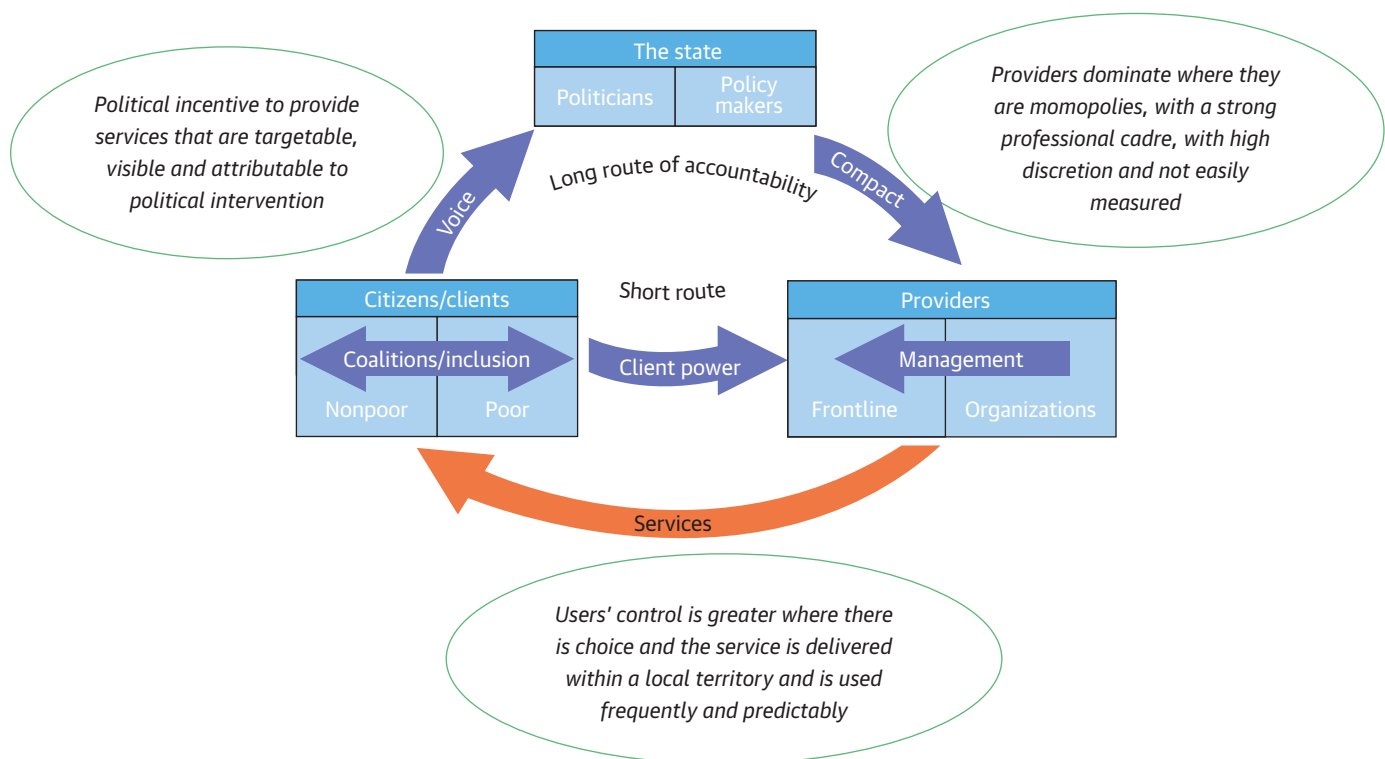 The state
Politicians
Policy
makers
Political incentive to provide
services that are targetable,
visible and attributable to
political intervention
Providers dominate where they
are momopolies, with a strong
professional cadre, with high
discretion and not easily
measured
Voice
Long route of accountability
Compact
Citizens/clients
Coalitions/inclusion
Nonpoor
Poor
Short route
Client power
Providers
Management
Frontline
Organizations
Services
Users' control is greater where there
is choice and the service is delivered
within a local territory and is used
frequently and predictably